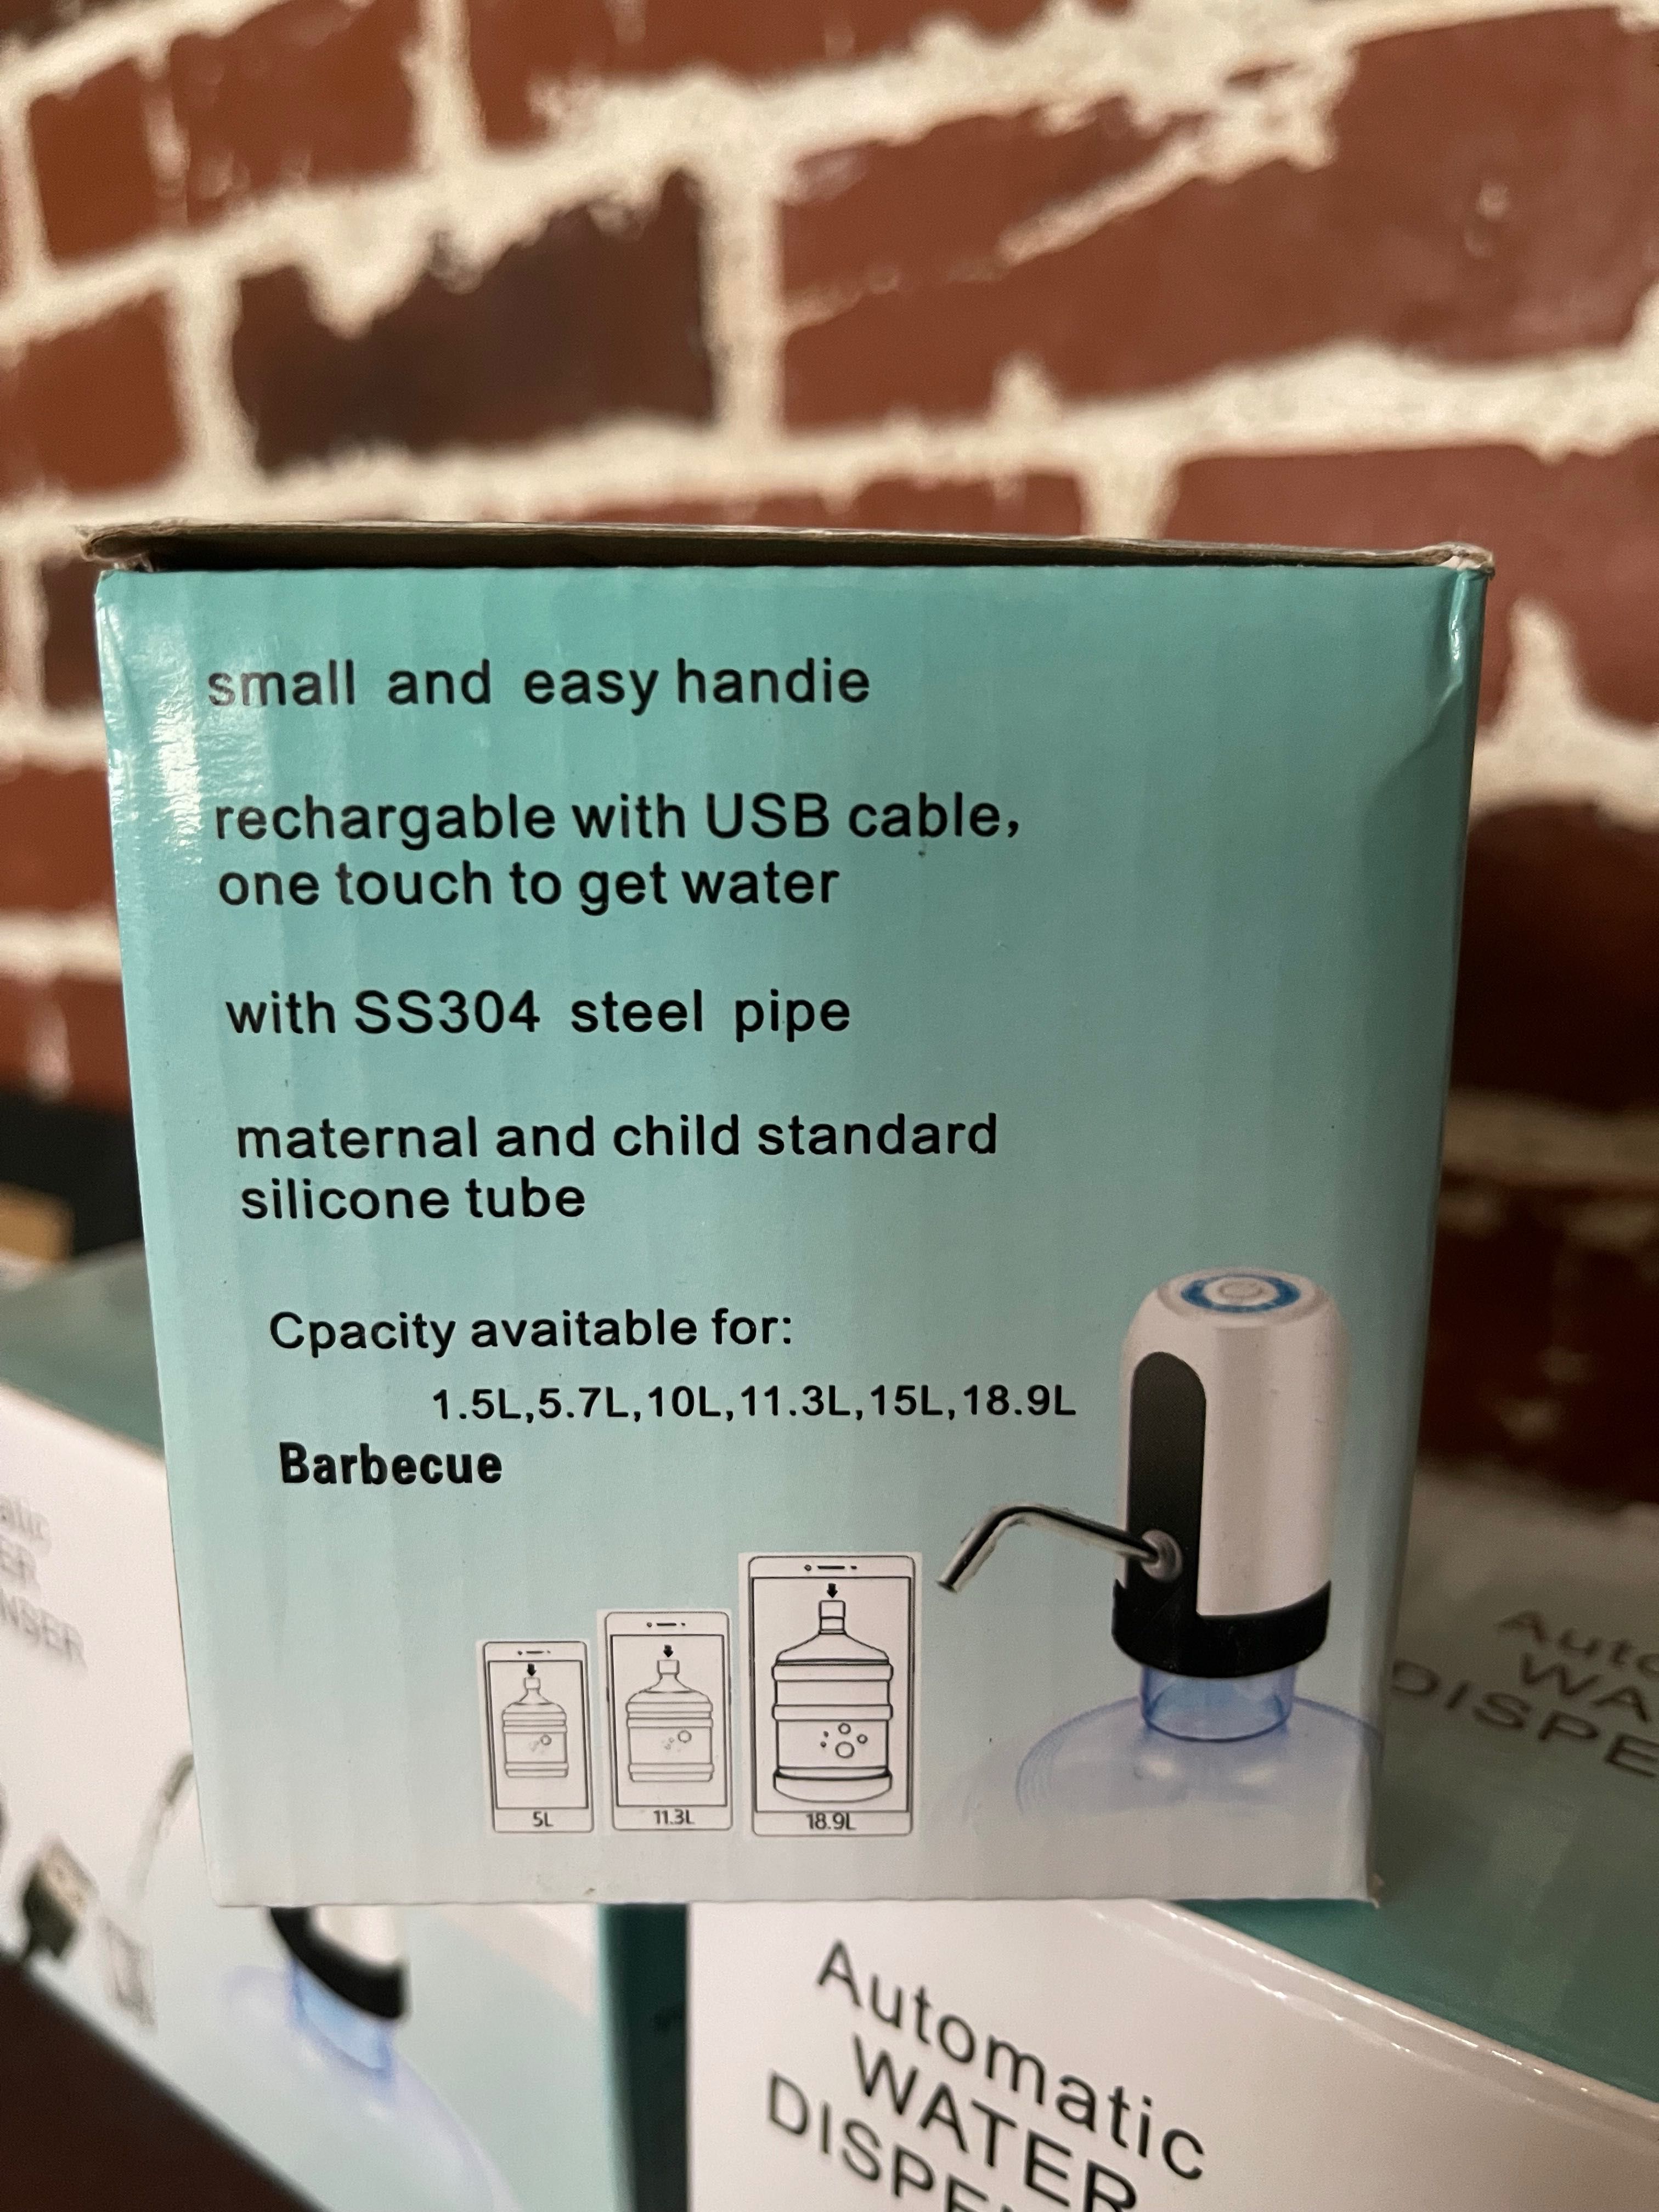 small and easy handie
rechargable with USB cable,
one touch to get water
with SS304 steel pipe
maternal and child standard
silicone tube
Cpacity avaitable for:
1.5L,5.7L,10L,11.3L,15L,18.9L
Barbecue
5L
11.3L
18.9L
Automatic
WATER